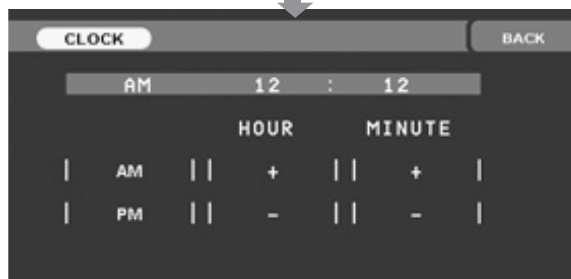 CLOCK BACK
AM 12 : 12
HOUR MINUTE
AM + +
PM - -